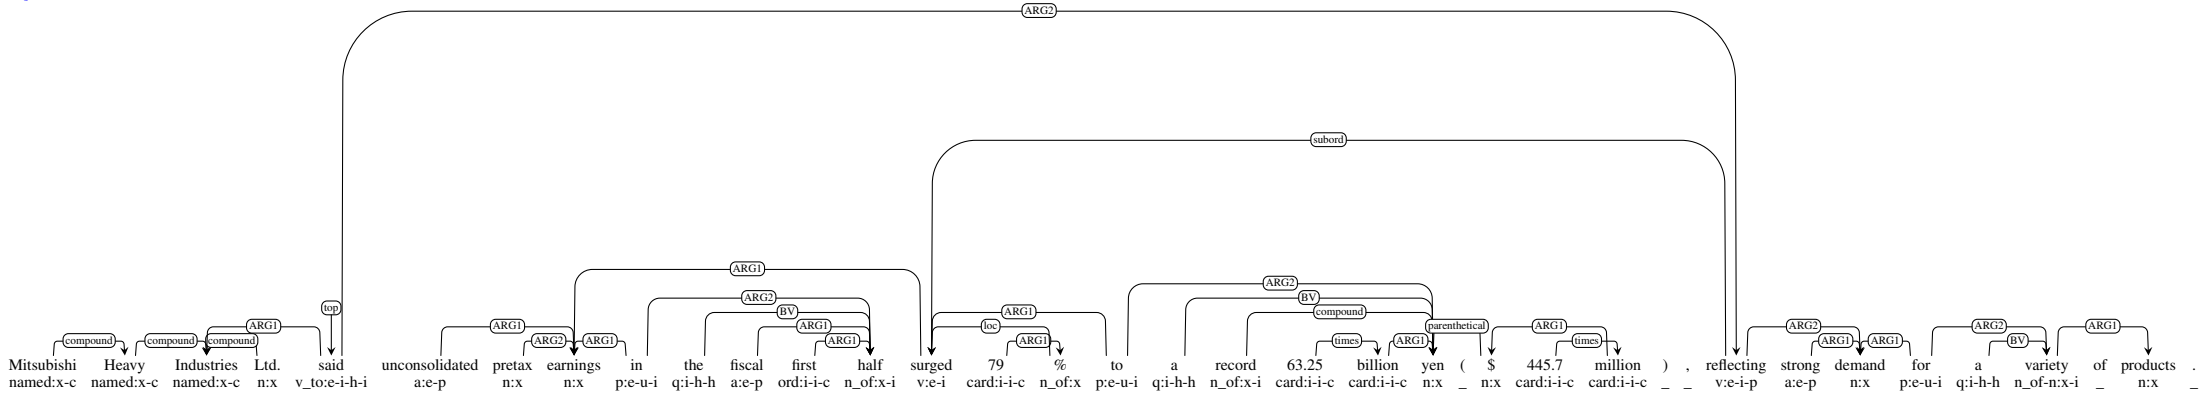 ARG2
subord
ARG1
ARG2 ARG2
top BV ARG1 BV
ARG1 ARG1 ARG1 loc compound parenthetical ARG1 ARG2 ARG2 ARG1
compound compound compound ARG2 ARG1 ARG1 ARG1 times ARG1 times ARG1 ARG1 BV
Mitsubishi Heavy Industries Ltd. said unconsolidated pretax earnings in the fiscal first half surged 79 % to a record 63.25 billion yen ( $ 445.7 million ) , reflecting strong demand for a variety of products .
named:x-c named:x-c named:x-c n:x v_to:e-i-h-i a:e-p n:x n:x p:e-u-i q:i-h-h a:e-p ord:i-i-c n_of:x-i v:e-i card:i-i-c n_of:x p:e-u-i q:i-h-h n_of:x-i card:i-i-c card:i-i-c n:x _ n:x card:i-i-c card:i-i-c _ _ v:e-i-p a:e-p n:x p:e-u-i q:i-h-h n_of-n:x-i _ n:x _